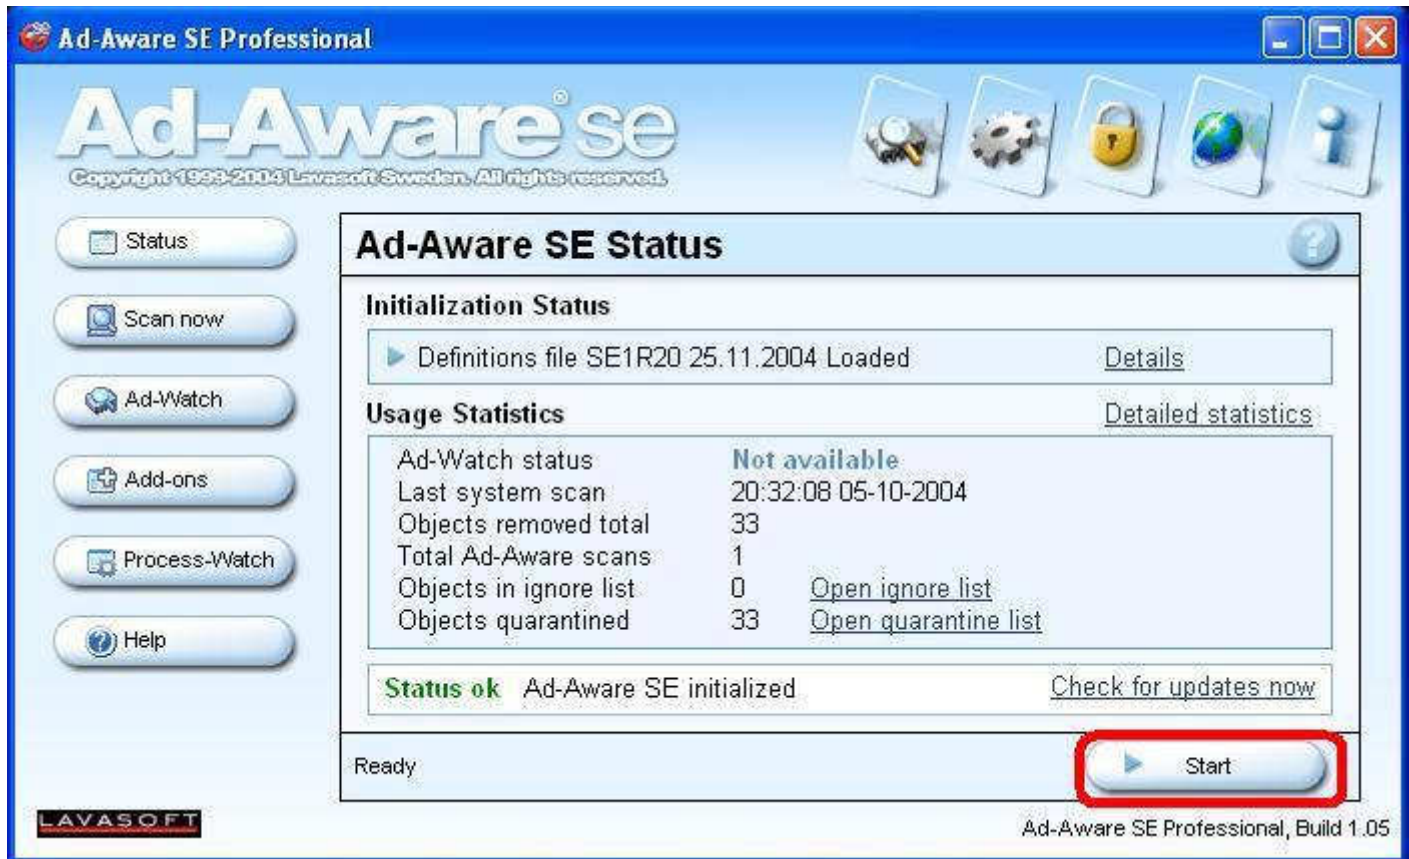 Ad-Aware SE Professional
Ad-Aware® se
Copyright 1999-2004 Lavasoft Sweden. All rights reserved.
Status
Scan now
Ad-Watch
Add-ons
Process-Watch
Help
LAVASOFT
Ad-Aware SE Status
Initialization Status
Definitions file SE1R20 25.11.2004 Loaded Details
Usage Statistics Detailed statistics
Ad-Watch status Not available
Last system scan 20:32:08 05-10-2004
Objects removed total 33
Total Ad-Aware scans 1
Objects in ignore list 0 Open ignore list
Objects quarantined 33 Open quarantine list
Status ok Ad-Aware SE initialized Check for updates now
Ready Start
Ad-Aware SE Professional, Build 1.05